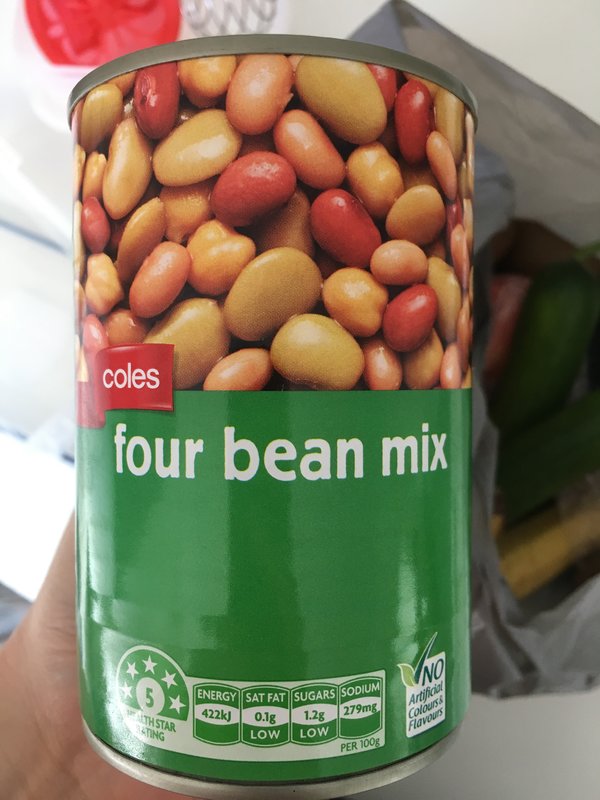 coles
four bean mix
5
HEALTH STAR
RATING
ENERGY
422kJ
SAT FAT
0.1g
LOW
SUGARS
1.2g
LOW
SODIUM
279mg
PER 100g
NO
Artificial
Colours &
Flavours